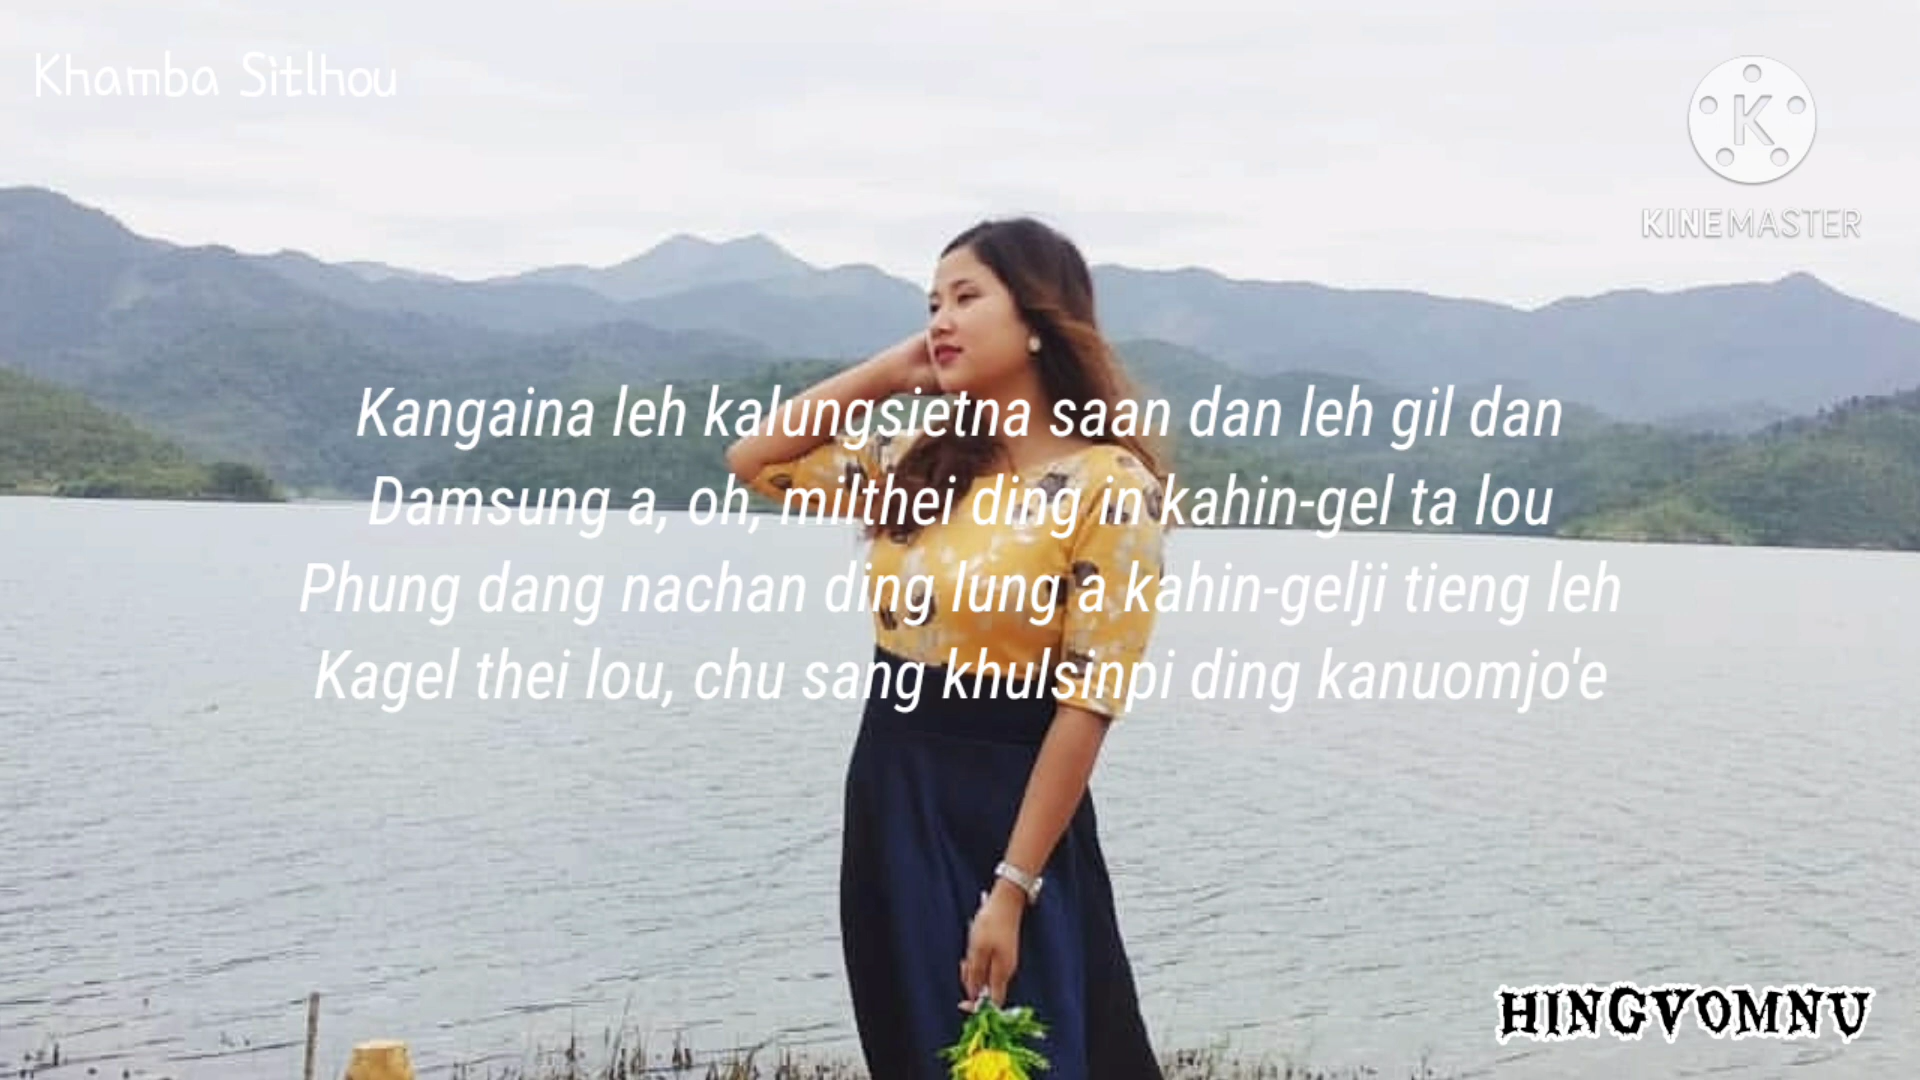 Khamba Sitlhou
K
KINEMASTER
Kangaina leh kalungsietna saan dan leh gil dan
Damsung a, oh, milthei ding in kahin-gel ta lou
Phung dang nachan ding lung a kahin-gelji tieng leh
Kagel thei lou, chu sang khulsinpi ding kanuomjo'e
HINGVOMNU